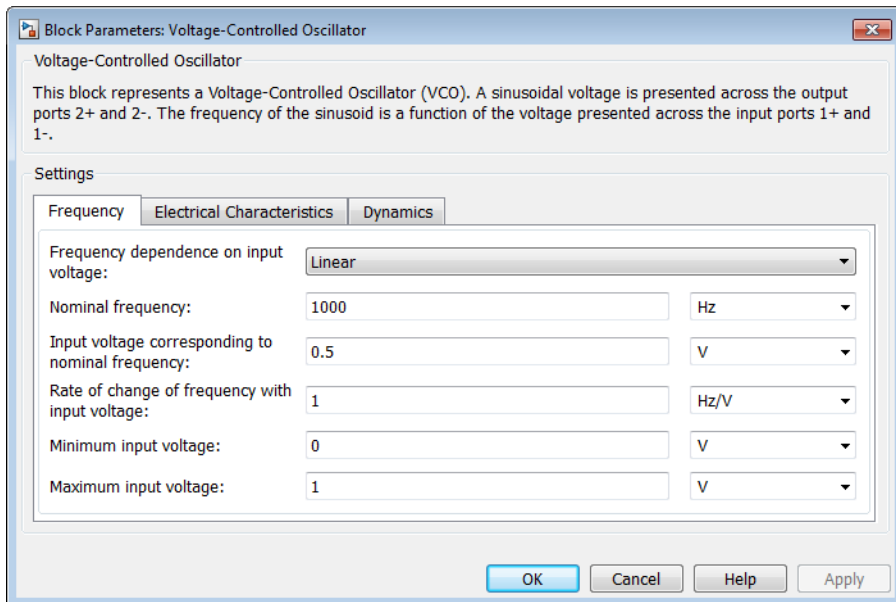 Block Parameters: Voltage-Controlled Oscillator
Voltage-Controlled Oscillator
This block represents a Voltage-Controlled Oscillator (VCO). A sinusoidal voltage is presented across the output
ports 2+ and 2-. The frequency of the sinusoid is a function of the voltage presented across the input ports 1+ and
1-.
Settings
Frequency Electrical Characteristics Dynamics
Frequency dependence on input
voltage:
Linear
Nominal frequency: 1000 Hz
Input voltage corresponding to
nominal frequency:
0.5 V
Rate of change of frequency with
input voltage:
1 Hz/V
Minimum input voltage: 0 V
Maximum input voltage: 1 V
OK Cancel Help Apply